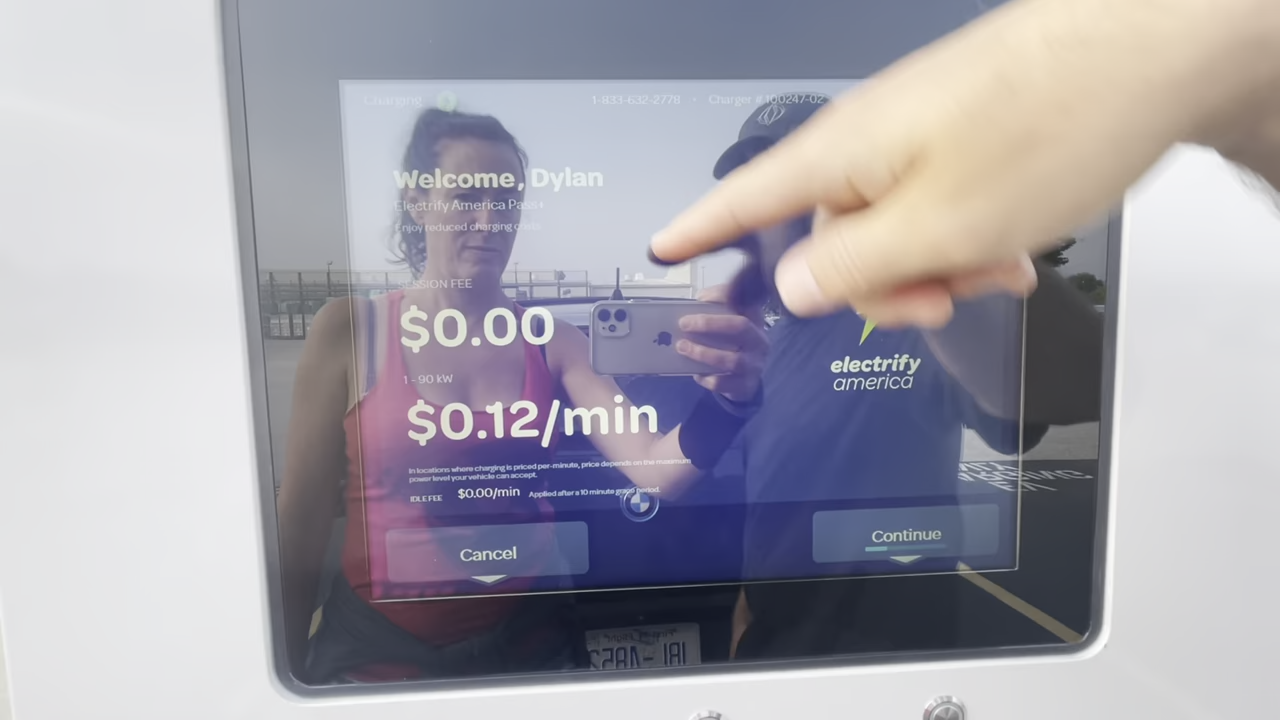 Charging
1-833-632-2778 • Charger # 100247-02
Welcome, Dylan
Electrify America Pass+
Enjoy reduced charging costs
SESSION FEE
$0.00
1 - 90 kW
$0.12/min
electrify
america
In locations where charging is priced per-minute, price depends on the maximum
power level your vehicle can accept.
IDLE FEE $0.00/min Applied after a 10 minute grace period.
Cancel
Continue